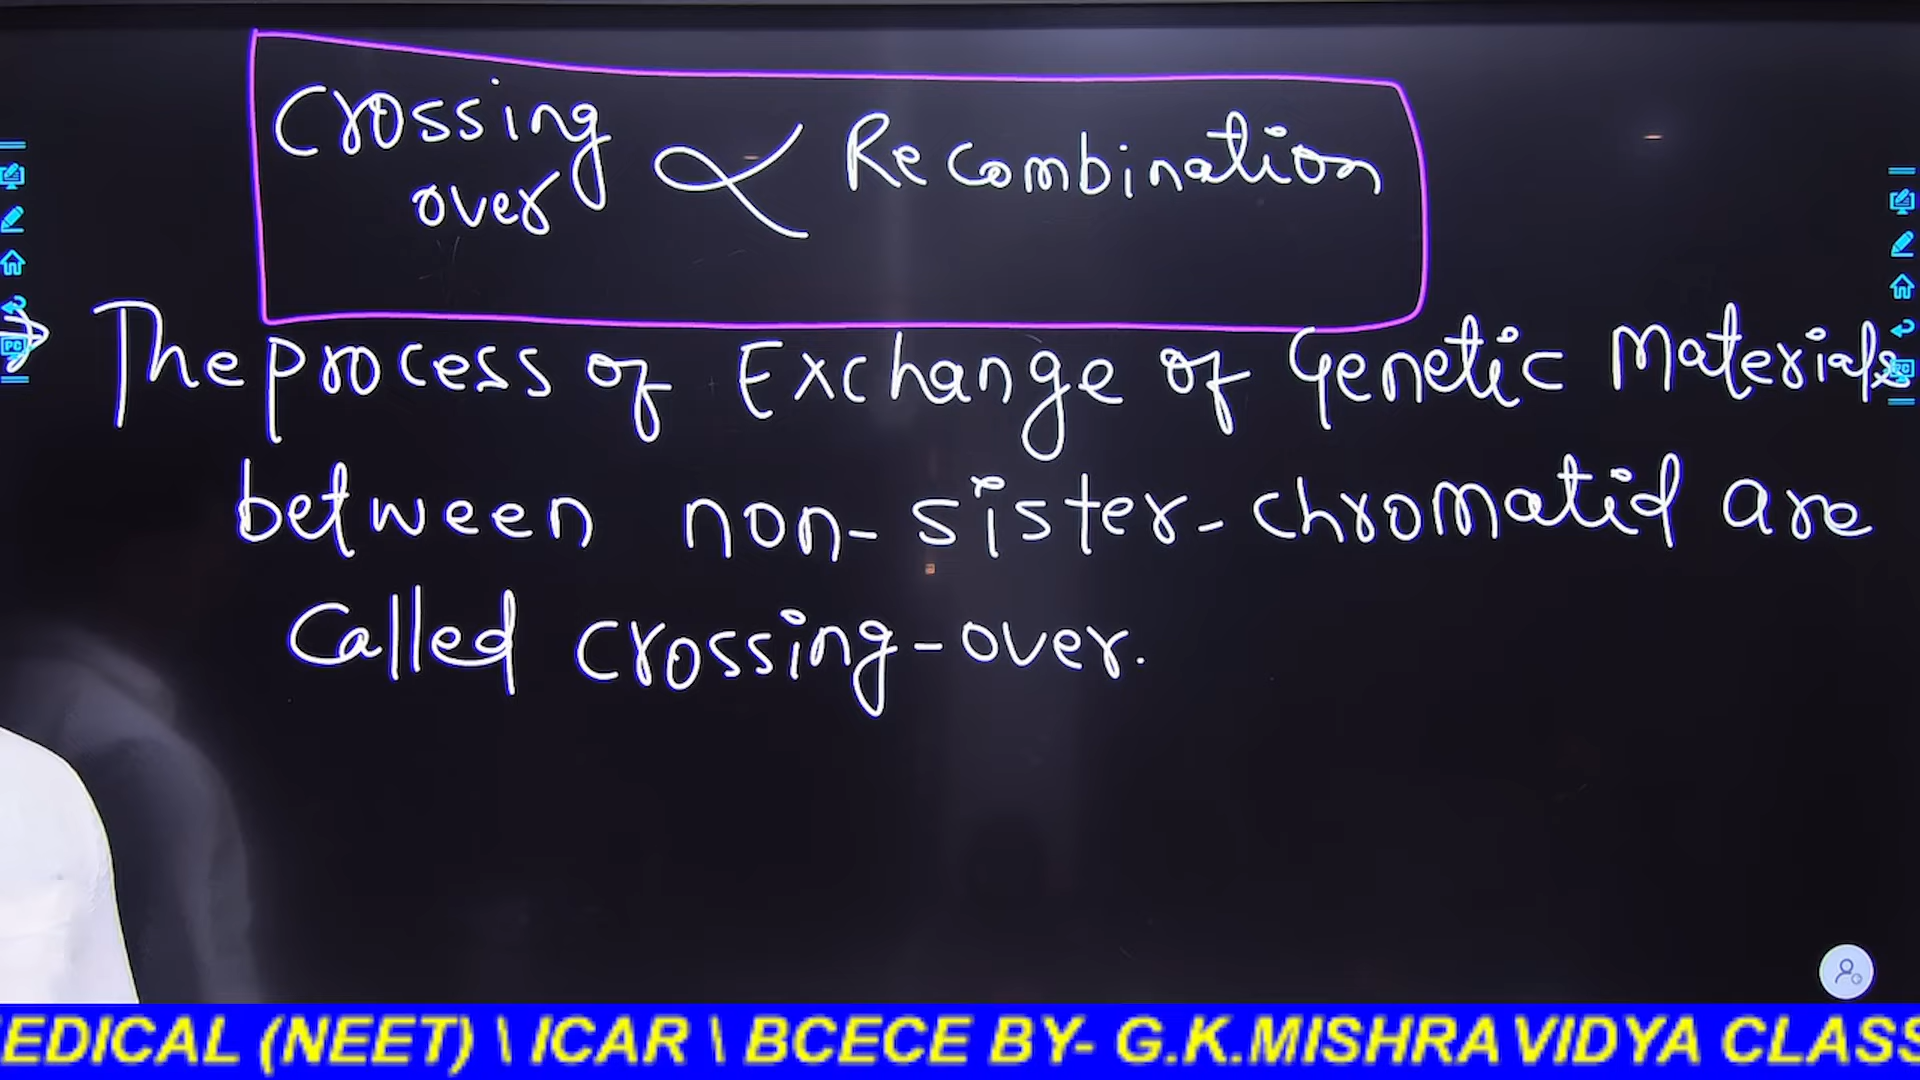 Crossing
over ∝ Recombination
→ The process of Exchange of Genetic Materials
between non-sister-chromatid are
Called Crossing-over.
EDICAL (NEET) \ ICAR \ BCECE BY- G.K.MISHRA VIDYA CLASS